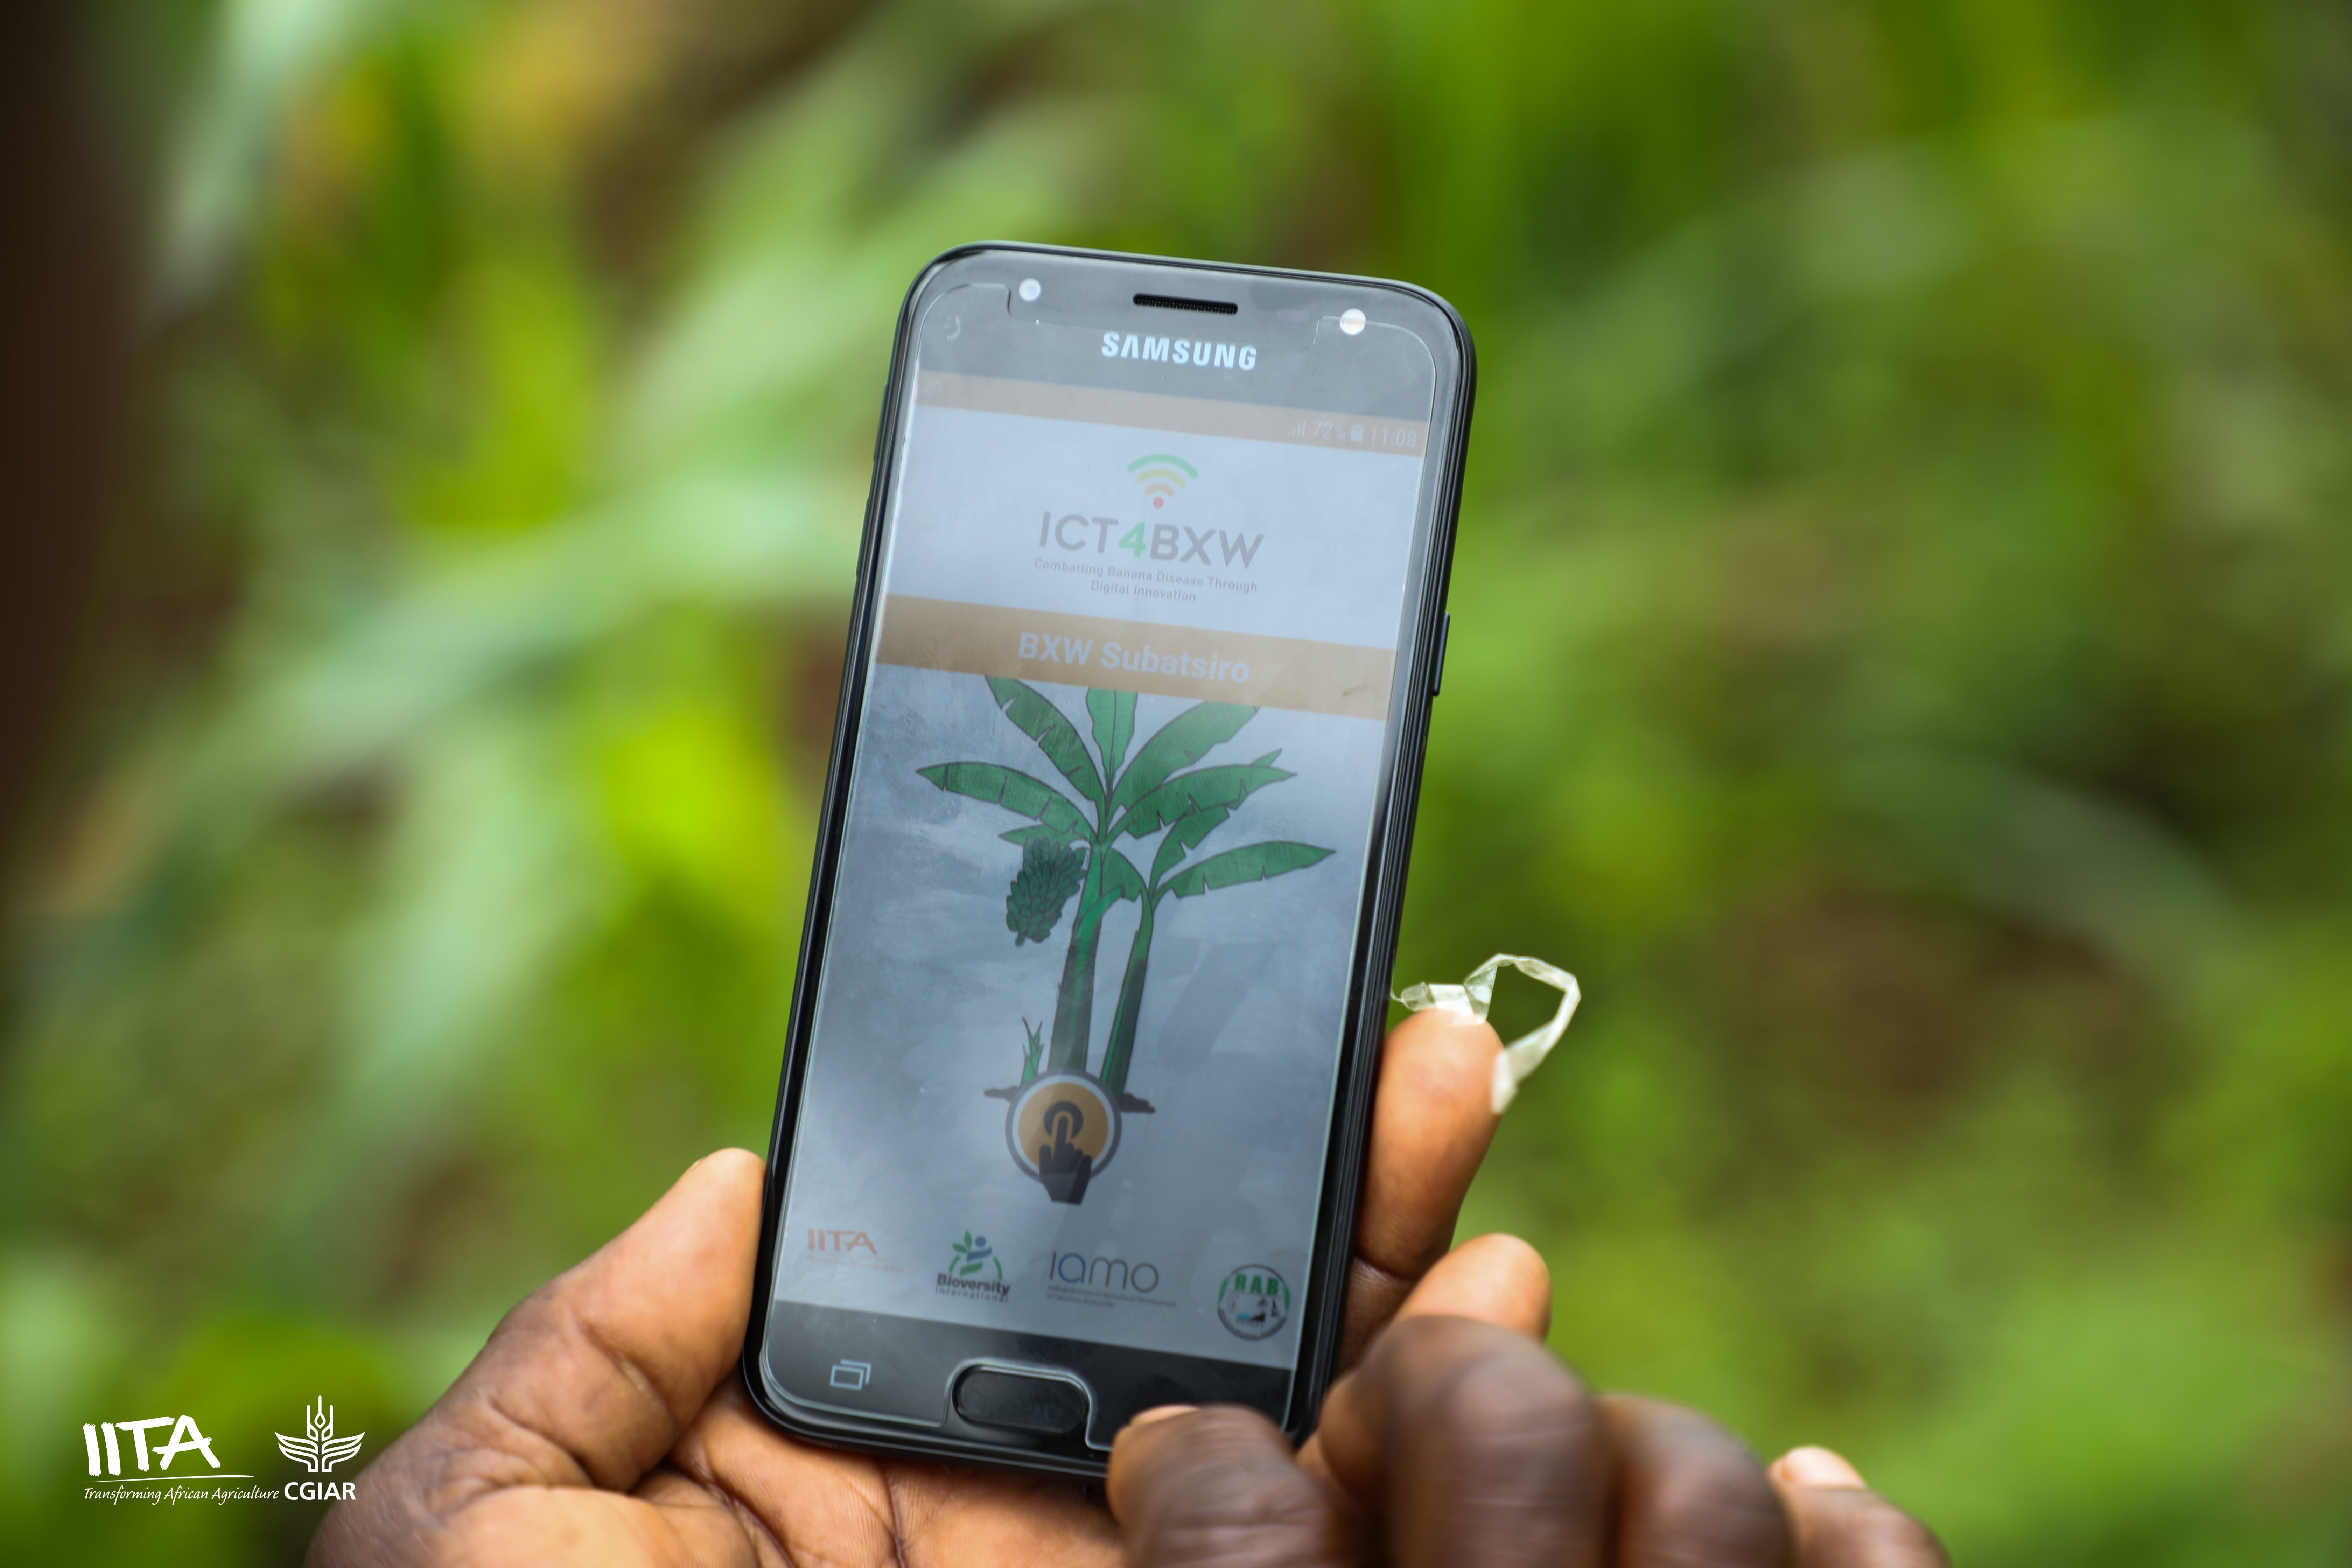 SAMSUNG
72% 11:08
ICT4BXW
Combatting Banana Disease Through
Digital Innovation
BXW Subatsiro
IITA
Bioversity
International
iamo
RAB
IITA
Transforming African Agriculture
CGIAR